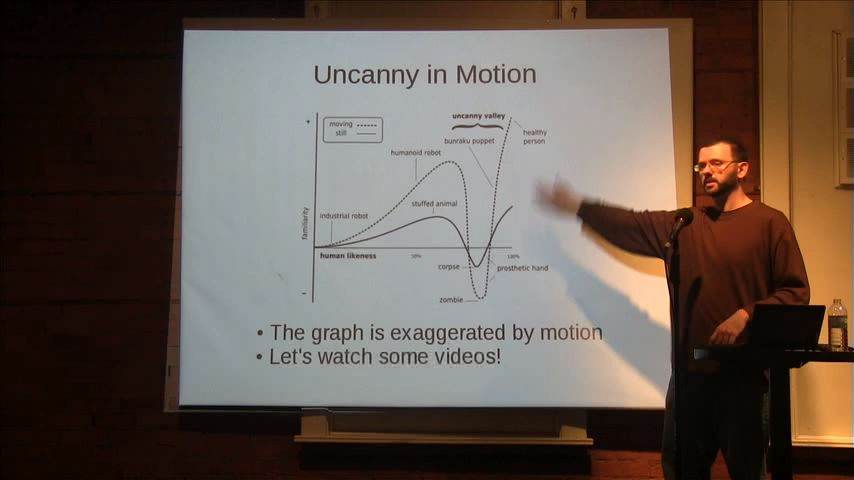 Uncanny in Motion
+
moving
still
uncanny valley
healthy
person
bunraku puppet
humanoid robot
stuffed animal
industrial robot
familiarity
human likeness
50%
100%
corpse
prosthetic hand
zombie
−
• The graph is exaggerated by motion
• Let's watch some videos!